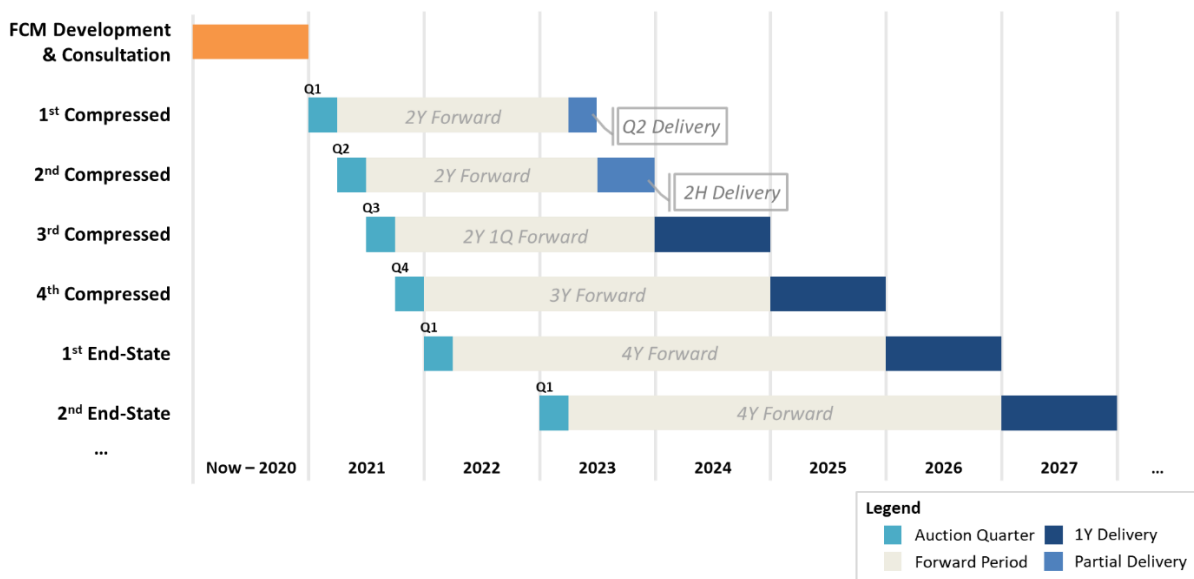 FCM Development
& Consultation
Q1
1st Compressed
2Y Forward
Q2 Delivery
Q2
2nd Compressed
2Y Forward
2H Delivery
Q3
3rd Compressed
2Y 1Q Forward
Q4
4th Compressed
3Y Forward
Q1
1st End-State
4Y Forward
Q1
2nd End-State
4Y Forward
...
Now – 2020 2021 2022 2023 2024 2025 2026 2027 ...
Legend
Auction Quarter 1Y Delivery
Forward Period Partial Delivery